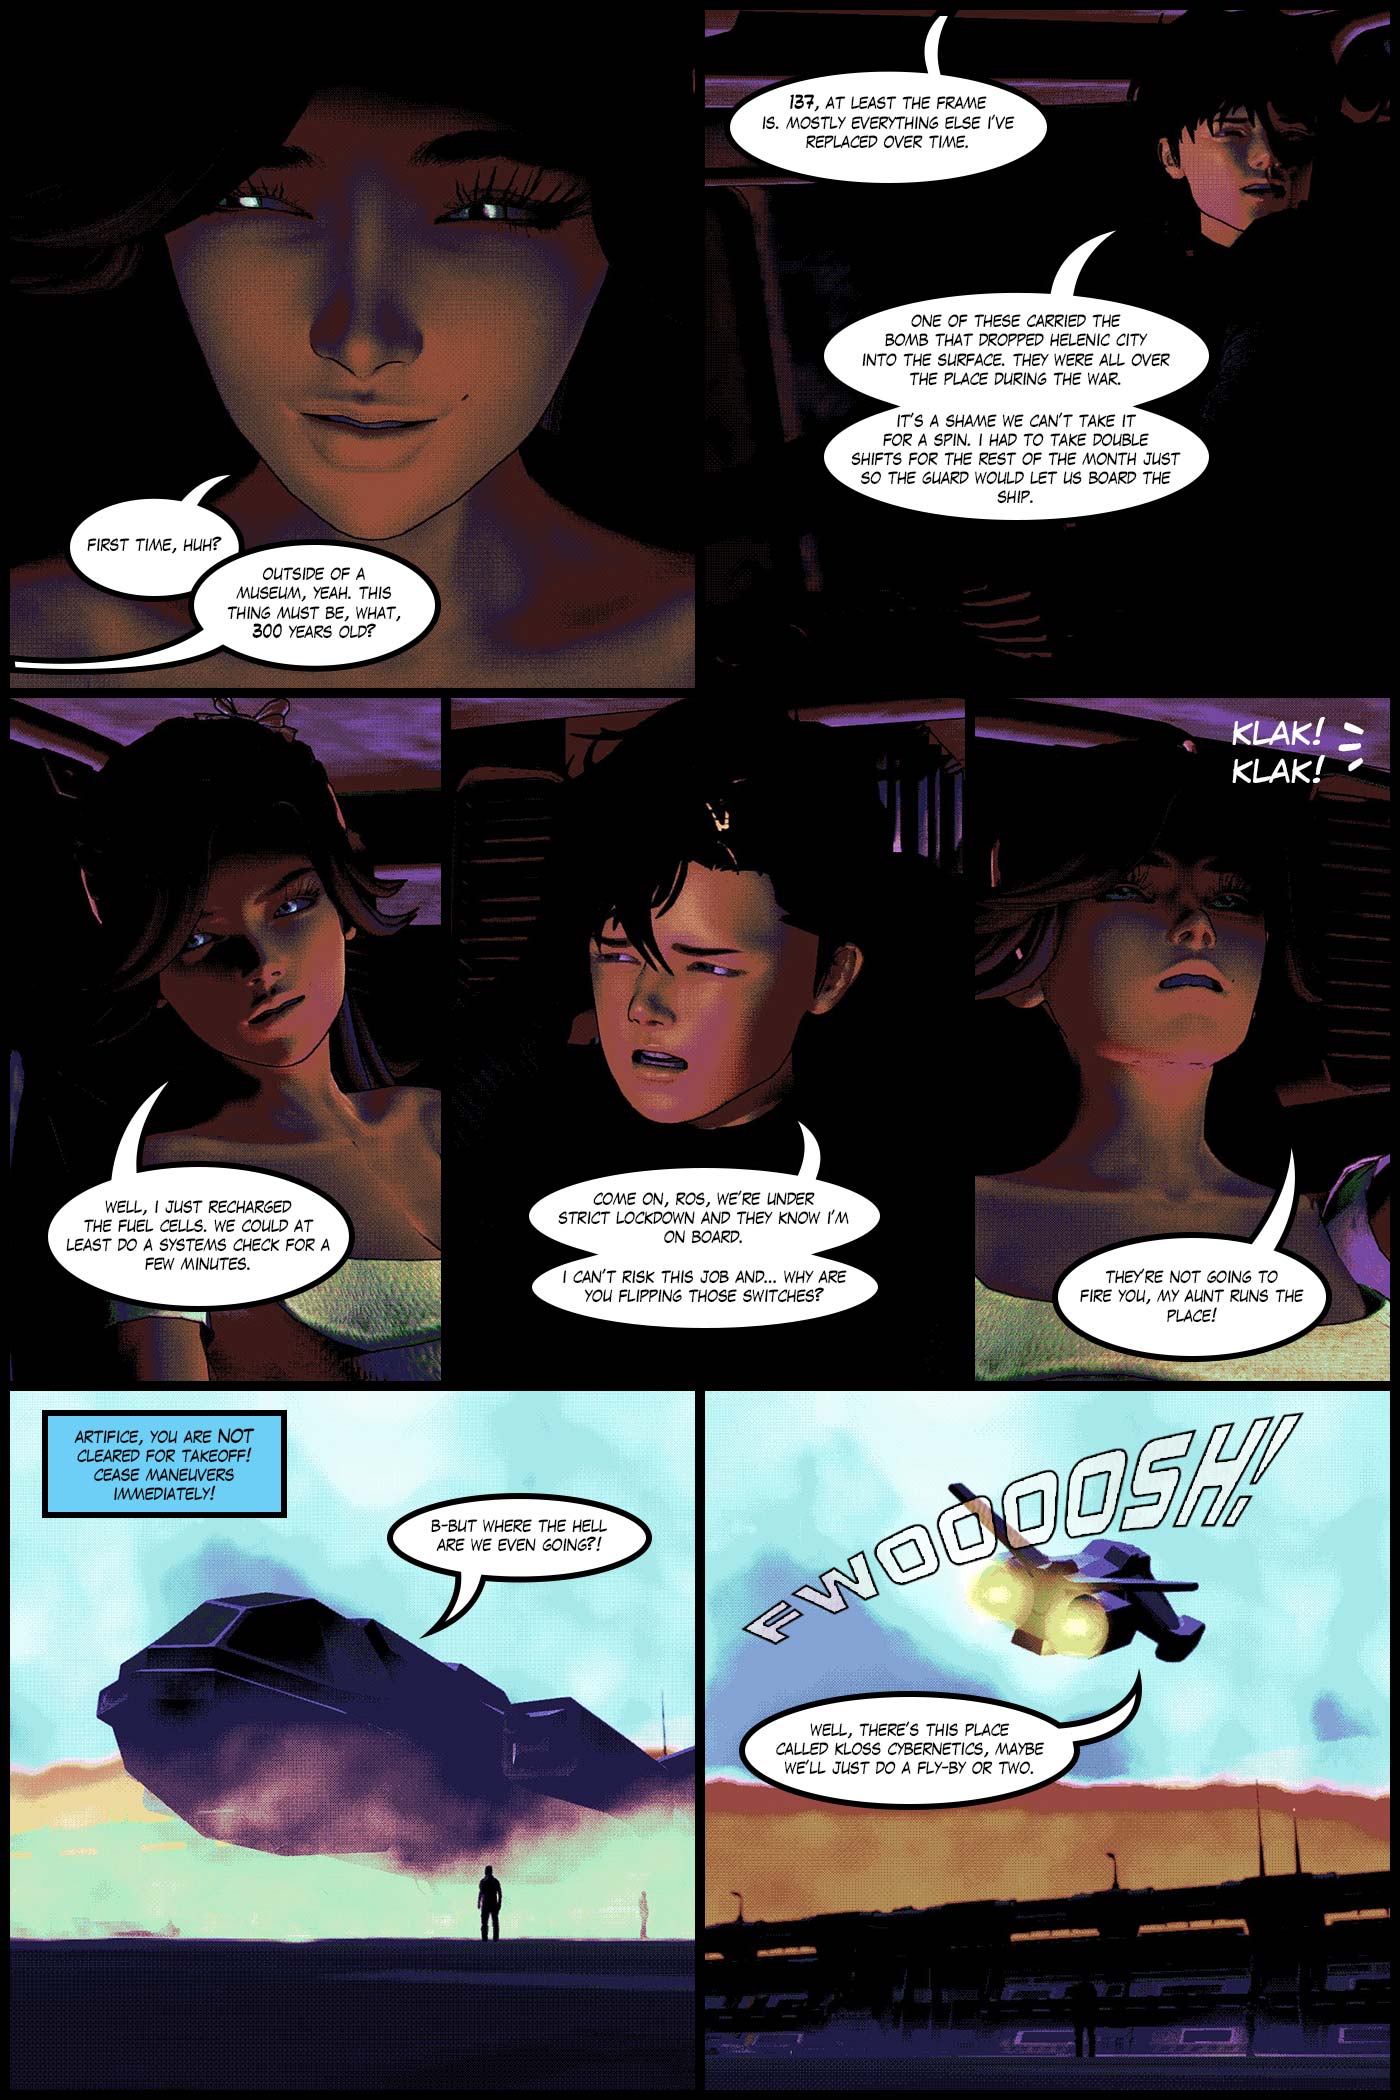 FIRST TIME, HUH?
OUTSIDE OF A
MUSEUM, YEAH. THIS
THING MUST BE, WHAT,
300 YEARS OLD?
137, AT LEAST THE FRAME
IS. MOSTLY EVERYTHING ELSE I'VE
REPLACED OVER TIME.
ONE OF THESE CARRIED THE
BOMB THAT DROPPED HELENIC CITY
INTO THE SURFACE. THEY WERE ALL OVER
THE PLACE DURING THE WAR.
IT'S A SHAME WE CAN'T TAKE IT
FOR A SPIN. I HAD TO TAKE DOUBLE
SHIFTS FOR THE REST OF THE MONTH JUST
SO THE GUARD WOULD LET US BOARD THE
SHIP.
WELL, I JUST RECHARGED
THE FUEL CELLS. WE COULD AT
LEAST DO A SYSTEMS CHECK FOR A
FEW MINUTES.
COME ON, ROS, WE'RE UNDER
STRICT LOCKDOWN AND THEY KNOW I'M
ON BOARD.
I CAN'T RISK THIS JOB AND... WHY ARE
YOU FLIPPING THOSE SWITCHES?
KLAK!
KLAK!
THEY'RE NOT GOING TO
FIRE YOU, MY AUNT RUNS THE
PLACE!
ARTIFICE, YOU ARE NOT
CLEARED FOR TAKEOFF!
CEASE MANEUVERS
IMMEDIATELY!
B-BUT WHERE THE HELL
ARE WE EVEN GOING?!
FWOOOOOSH!
WELL, THERE'S THIS PLACE
CALLED KLOSS CYBERNETICS, MAYBE
WE'LL JUST DO A FLY-BY OR TWO.